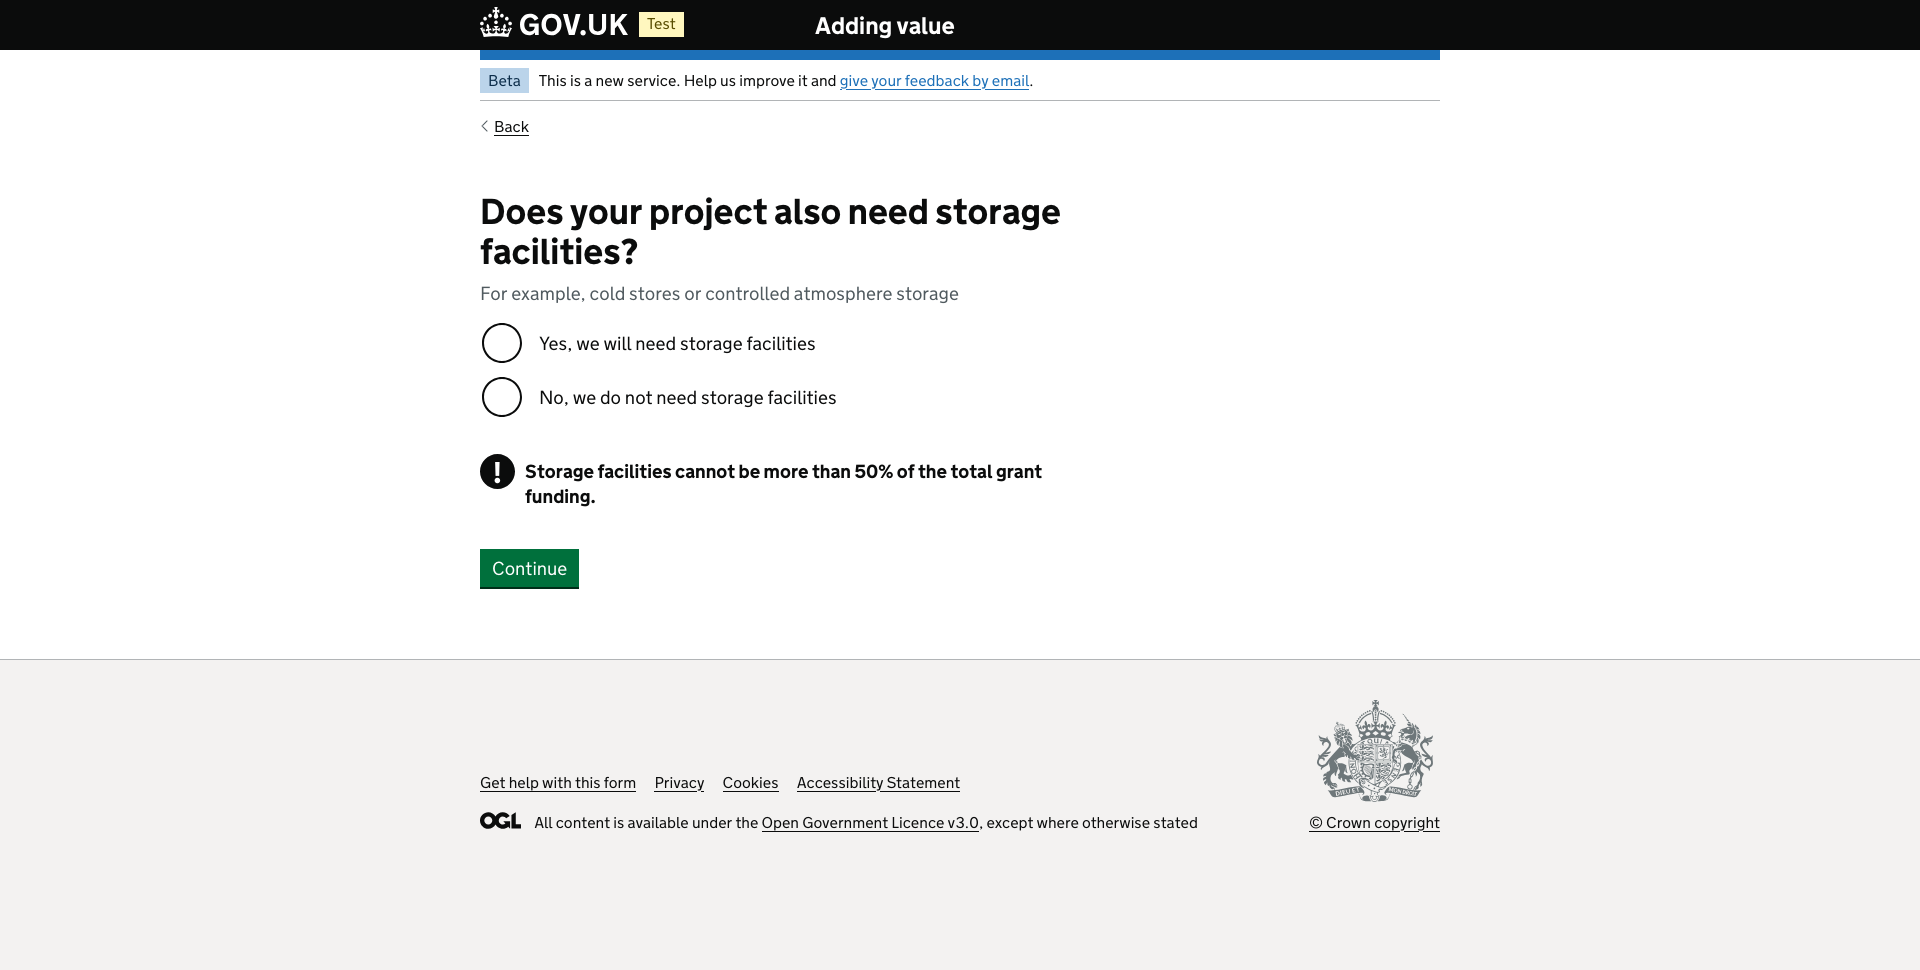 GOV.UK Test Adding value
Beta This is a new service. Help us improve it and give your feedback by email.
Back
Does your project also need storage
facilities?
For example, cold stores or controlled atmosphere storage
Yes, we will need storage facilities
No, we do not need storage facilities
! Storage facilities cannot be more than 50% of the total grant
funding.
Continue
Get help with this form Privacy Cookies Accessibility Statement
OGL All content is available under the Open Government Licence v3.0, except where otherwise stated
© Crown copyright